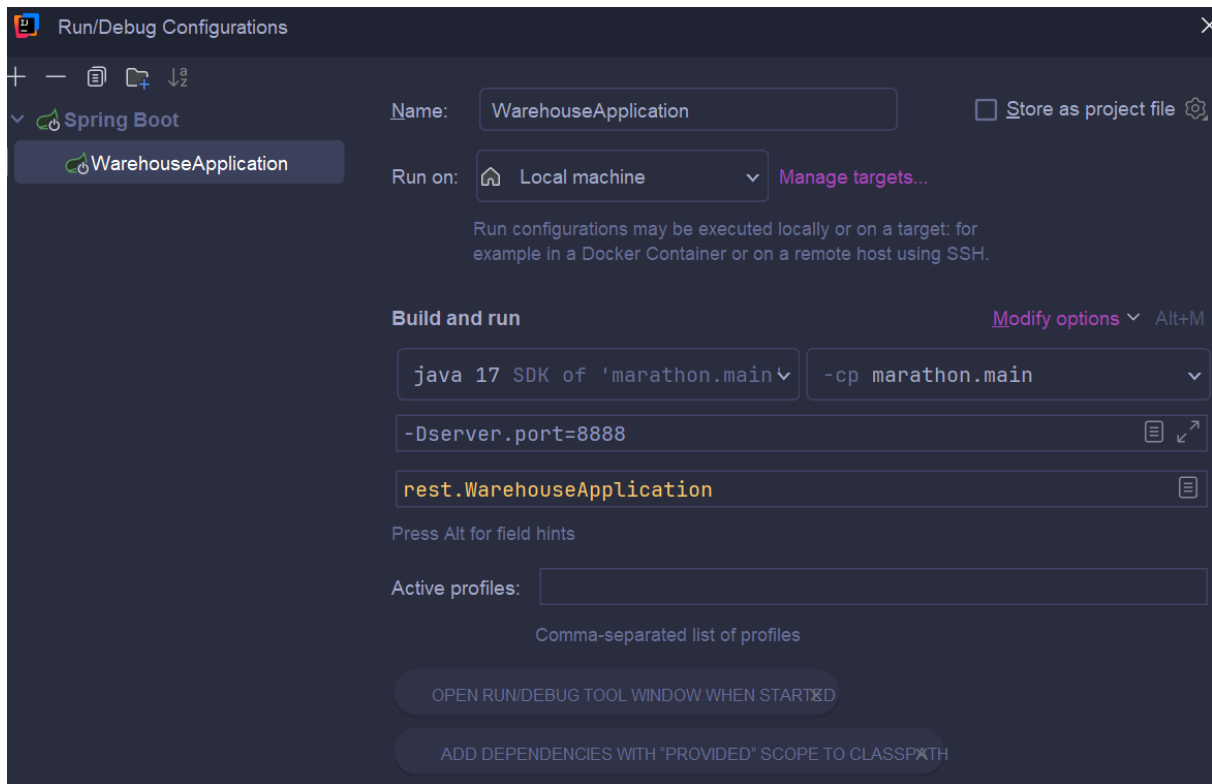 Run/Debug Configurations
Spring Boot
WarehouseApplication
Name: WarehouseApplication Store as project file
Run on: Local machine Manage targets...
Run configurations may be executed locally or on a target: for
example in a Docker Container or on a remote host using SSH.
Build and run Modify options Alt+M
java 17 SDK of 'marathon.main' -cp marathon.main
-Dserver.port=8888
rest.WarehouseApplication
Press Alt for field hints
Active profiles:
Comma-separated list of profiles
OPEN RUN/DEBUG TOOL WINDOW WHEN STARTED
ADD DEPENDENCIES WITH “PROVIDED” SCOPE TO CLASSPATH